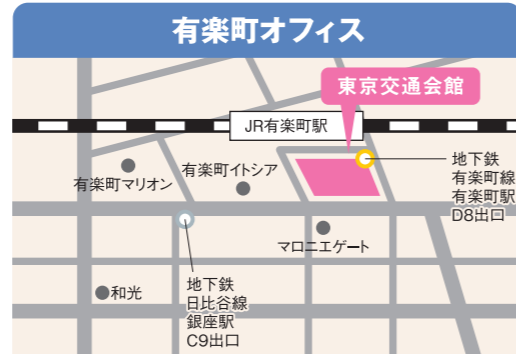 有楽町オフィス
東京交通会館
JR有楽町駅
有楽町マリオン
有楽町イトシア
地下鉄
有楽町線
有楽町駅
D8出口
マロニエゲート
和光
地下鉄
日比谷線
銀座駅
C9出口